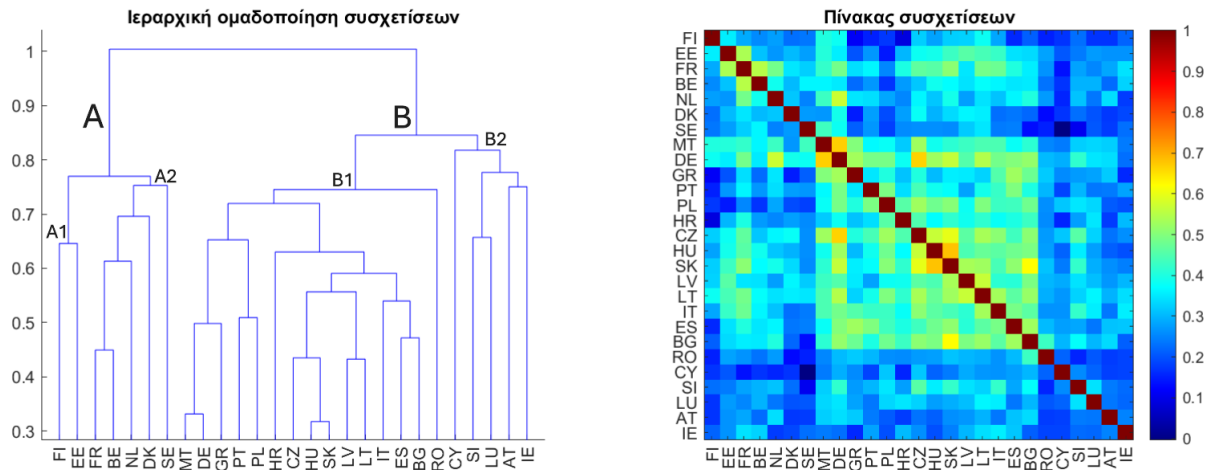 Ιεραρχική ομαδοποίηση συσχετίσεων
1
0.9
0.8
0.7
0.6
0.5
0.4
0.3
A
B
A1
A2
B1
B2
FI EE FR BE NL DK SE MT DE GR PT PL HR CZ HU SK LV LT IT ES BG RO CY SI LU AT IE
Πίνακας συσχετίσεων
FI
EE
FR
BE
NL
DK
SE
MT
DE
GR
PT
PL
HR
CZ
HU
SK
LV
LT
IT
ES
BG
RO
CY
SI
LU
AT
IE
FI EE FR BE NL DK SE MT DE GR PT PL HR CZ HU SK LV LT IT ES BG RO CY SI LU AT IE
1
0.9
0.8
0.7
0.6
0.5
0.4
0.3
0.2
0.1
0